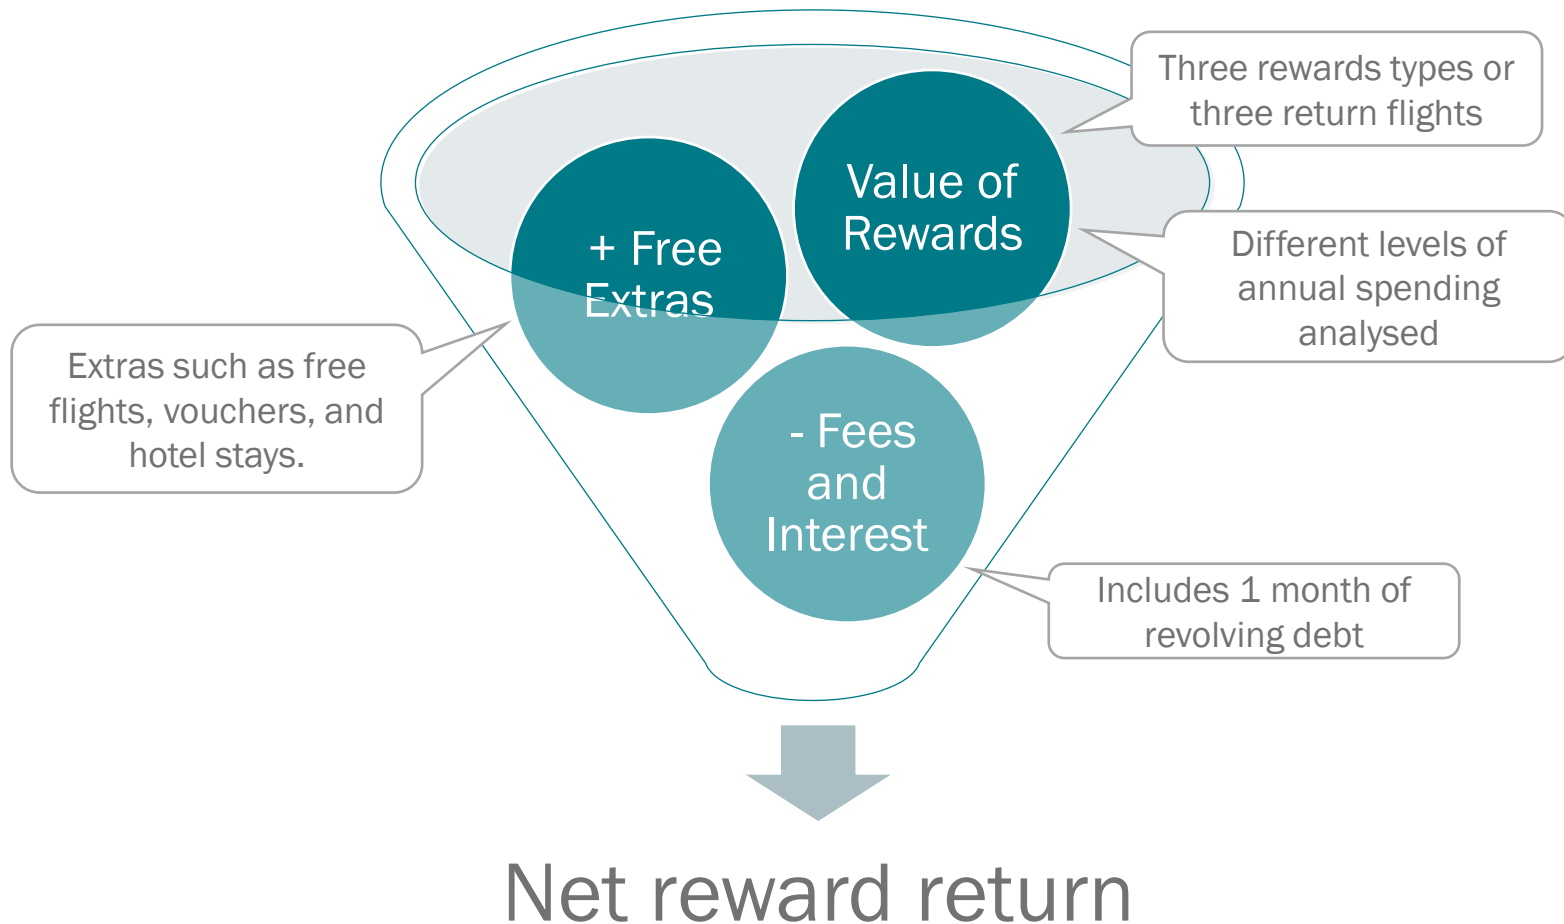 Three rewards types or
three return flights
Value of
Rewards
+ Free
Extras
Different levels of
annual spending
analysed
Extras such as free
flights, vouchers, and
hotel stays.
- Fees
and
Interest
Includes 1 month of
revolving debt
Net reward return